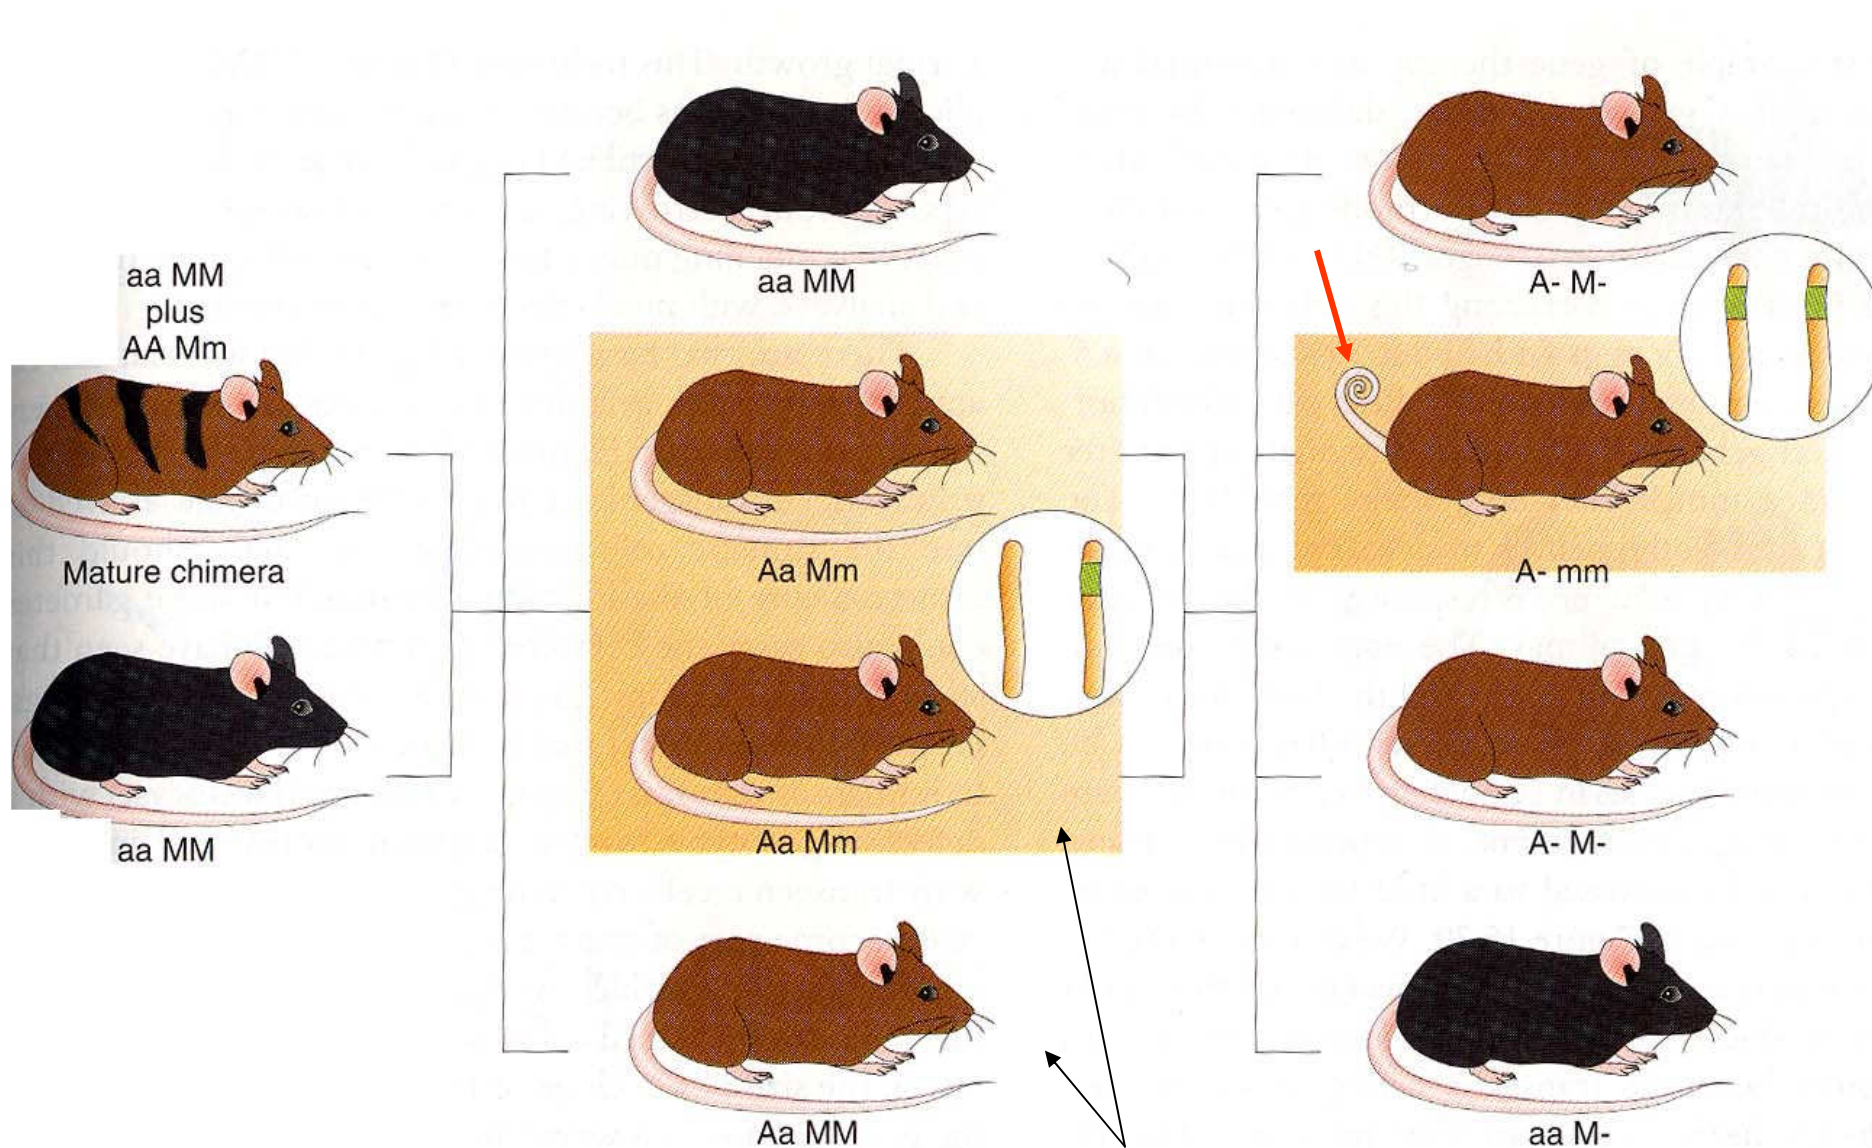 aa MM
plus
AA Mm
Mature chimera
aa MM
aa MM
Aa Mm
Aa Mm
Aa MM
A- M-
A- mm
A- M-
aa M-